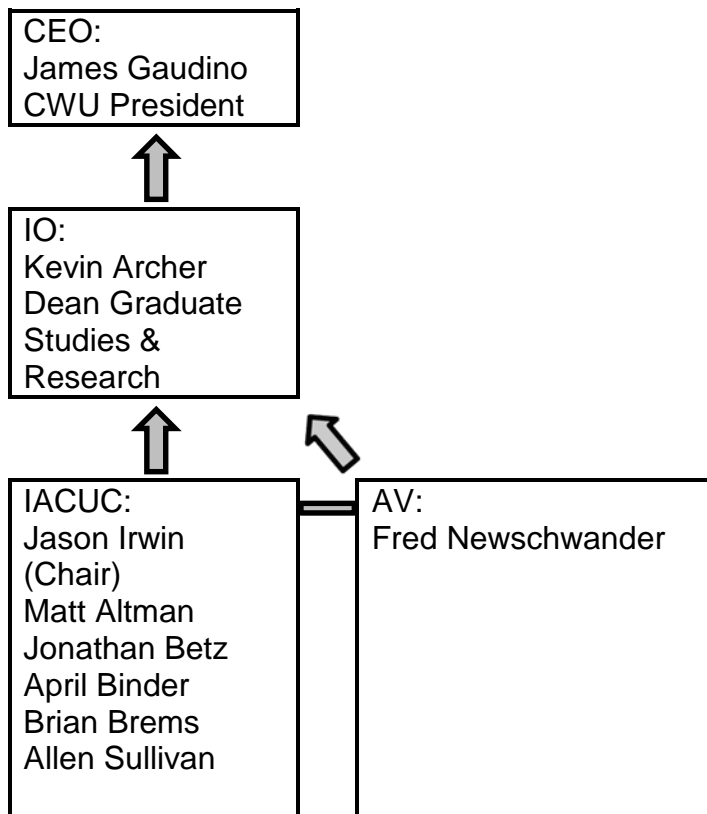 CEO:
James Gaudino
CWU President
IO:
Kevin Archer
Dean Graduate
Studies &
Research
IACUC:
Jason Irwin
(Chair)
Matt Altman
Jonathan Betz
April Binder
Brian Brems
Allen Sullivan
AV:
Fred Newschwander